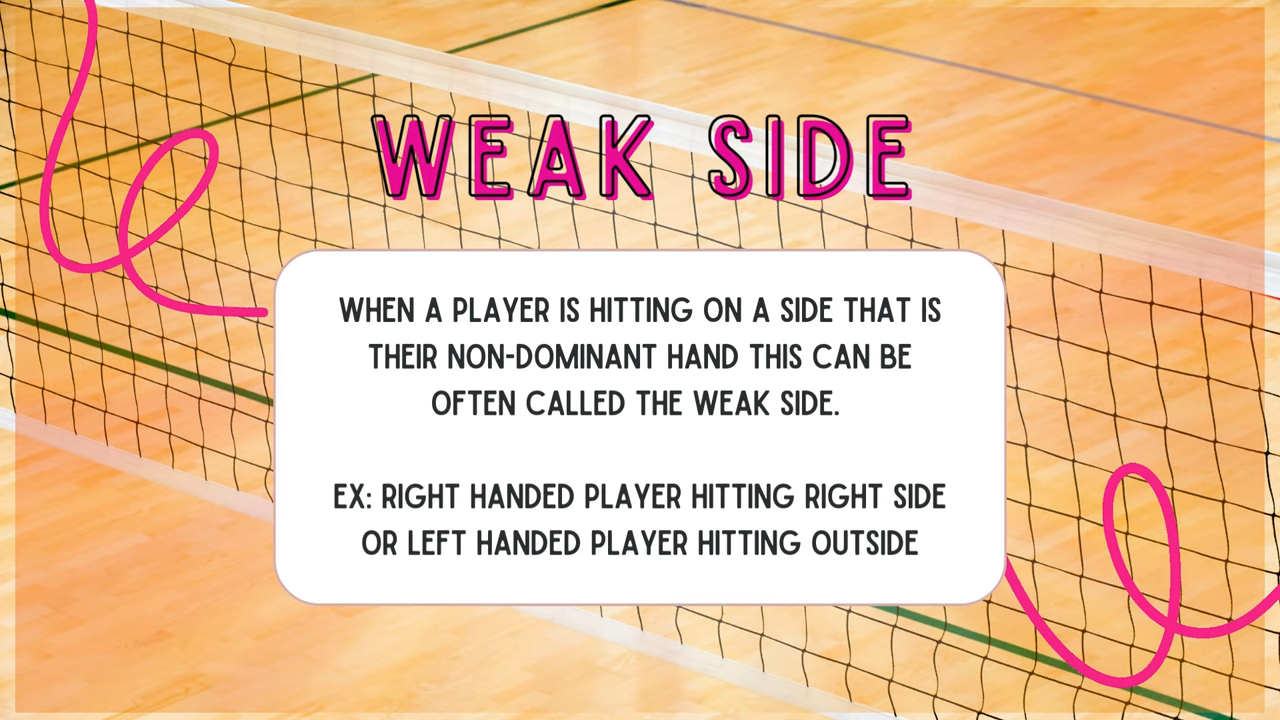 WEAK SIDE
WHEN A PLAYER IS HITTING ON A SIDE THAT IS
THEIR NON-DOMINANT HAND THIS CAN BE
OFTEN CALLED THE WEAK SIDE.
EX: RIGHT HANDED PLAYER HITTING RIGHT SIDE
OR LEFT HANDED PLAYER HITTING OUTSIDE